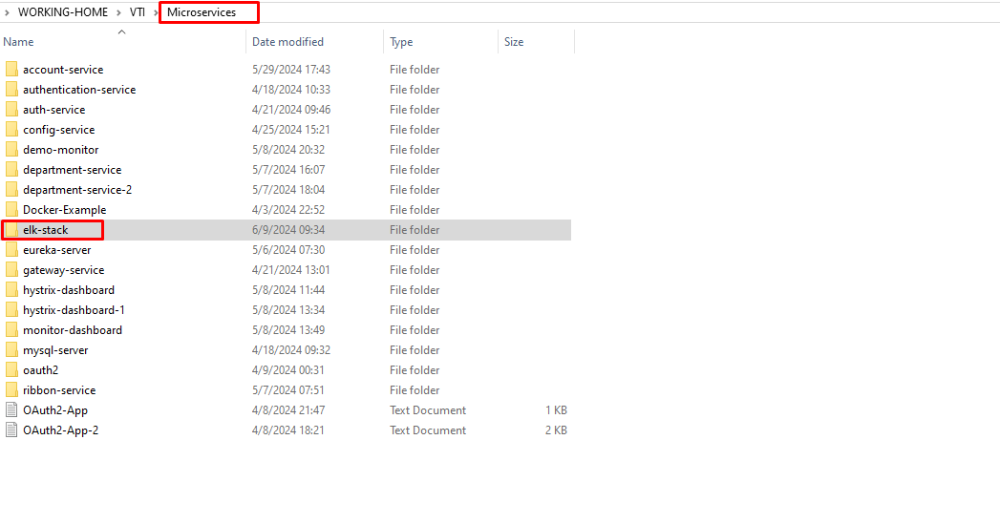 WORKING-HOME > VTI > Microservices
Name Date modified Type Size
account-service 5/29/2024 17:43 File folder
authentication-service 4/18/2024 10:33 File folder
auth-service 4/21/2024 09:46 File folder
config-service 4/25/2024 15:21 File folder
demo-monitor 5/8/2024 20:32 File folder
department-service 5/7/2024 16:07 File folder
department-service-2 5/7/2024 18:04 File folder
Docker-Example 4/3/2024 22:52 File folder
elk-stack 6/9/2024 09:34 File folder
eureka-server 5/6/2024 07:30 File folder
gateway-service 4/21/2024 13:01 File folder
hystrix-dashboard 5/8/2024 11:44 File folder
hystrix-dashboard-1 5/8/2024 13:34 File folder
monitor-dashboard 5/8/2024 13:49 File folder
mysql-server 4/18/2024 09:32 File folder
oauth2 4/9/2024 00:31 File folder
ribbon-service 5/7/2024 07:51 File folder
OAuth2-App 4/8/2024 21:47 Text Document 1 KB
OAuth2-App-2 4/8/2024 18:21 Text Document 2 KB